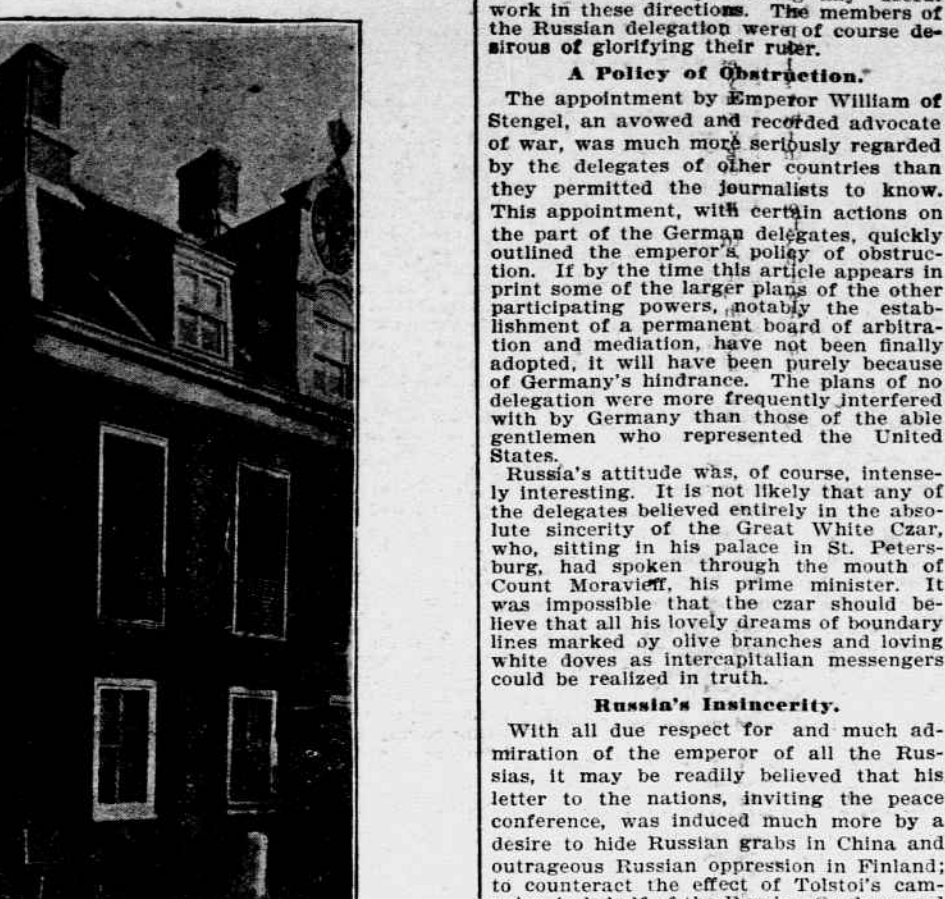 work in these directions. The members of
the Russian delegation were of course de-
sirous of glorifying their ruler.
A Policy of Obstruction.
The appointment by Emperor William of
Stengel, an avowed and recorded advocate
of war, was much more seriously regarded
by the delegates of other countries than
they permitted the journalists to know.
This appointment, with certain actions on
the part of the German delegates, quickly
outlined the emperor's policy of obstruc-
tion. If by the time this article appears in
print some of the larger plans of the other
participating powers, notably the estab-
lishment of a permanent board of arbitra-
tion and mediation, have not been finally
adopted, it will have been purely because
of Germany's hindrance. The plans of no
delegation were more frequently interfered
with by Germany than those of the able
gentlemen who represented the United
States.
Russia's attitude was, of course, intense-
ly interesting. It is not likely that any of
the delegates believed entirely in the abso-
lute sincerity of the Great White Czar,
who, sitting in his palace in St. Peters-
burg, had spoken through the mouth of
Count Moravieff, his prime minister. It
was impossible that the czar should be-
lieve that all his lovely dreams of boundary
lines marked by olive branches and loving
white doves as intercapitalian messengers
could be realized in truth.
Russia's Insincerity.
With all due respect for and much ad-
miration of the emperor of all the Rus-
sias, it may be readily believed that his
letter to the nations, inviting the peace
conference, was induced much more by a
desire to hide Russian grabs in China and
outrageous Russian oppression in Finland;
to counteract the effect of Tolstoi's cam-